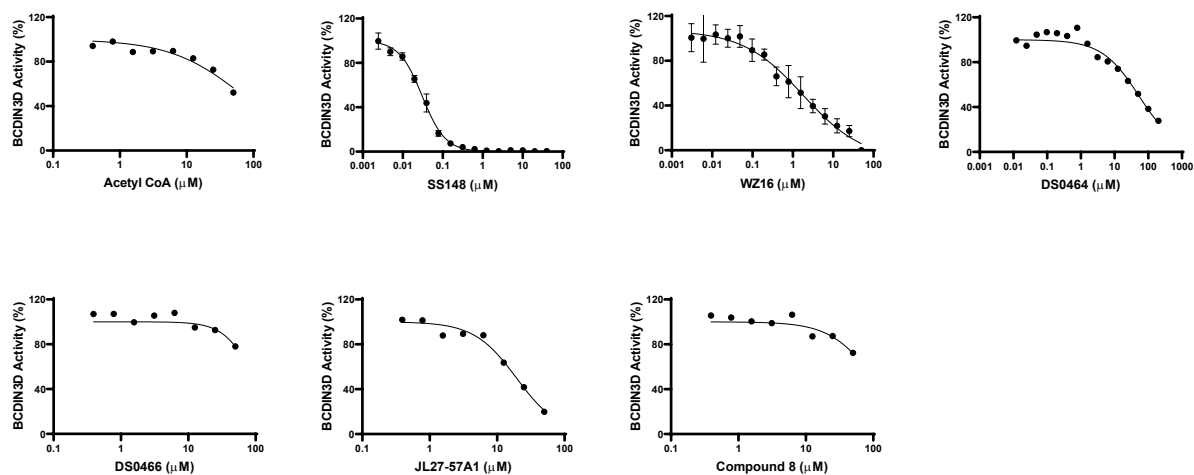 BCDIN3D Activity (%)
120
80
40
0
0.1 1 10 100
Acetyl CoA (μM)
BCDIN3D Activity (%)
120
80
40
0
0.001 0.01 0.1 1 10 100
SS148 (μM)
BCDIN3D Activity (%)
120
80
40
0
0.001 0.01 0.1 1 10 100
WZ16 (μM)
BCDIN3D Activity (%)
120
80
40
0
0.01 0.1 1 10 100 1000
DS0464 (μM)
BCDIN3D Activity (%)
120
80
40
0
0.1 1 10 100
DS0466 (μM)
BCDIN3D Activity (%)
120
80
40
0
0.1 1 10 100
JL27-57A1 (μM)
BCDIN3D Activity (%)
120
80
40
0
0.1 1 10 100
Compound 8 (μM)